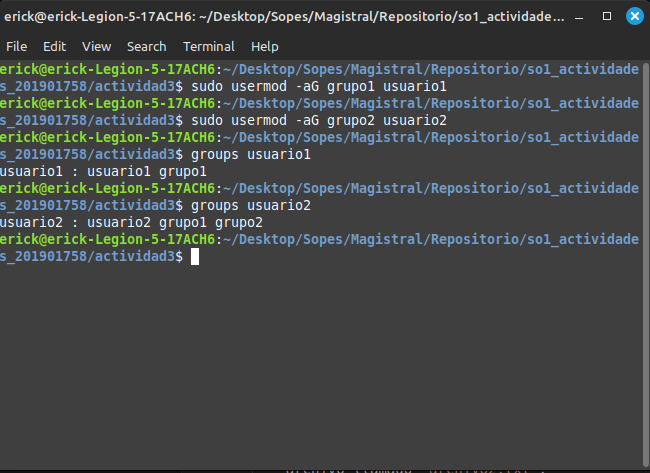 erick@erick-Legion-5-17ACH6: ~/Desktop/Sopes/Magistral/Repositorio/so1_actividade...
File Edit View Search Terminal Help
erick@erick-Legion-5-17ACH6:~/Desktop/Sopes/Magistral/Repositorio/so1_actividade
s_201901758/actividad3$ sudo usermod -aG grupo1 usuario1
erick@erick-Legion-5-17ACH6:~/Desktop/Sopes/Magistral/Repositorio/so1_actividade
s_201901758/actividad3$ sudo usermod -aG grupo2 usuario2
erick@erick-Legion-5-17ACH6:~/Desktop/Sopes/Magistral/Repositorio/so1_actividade
s_201901758/actividad3$ groups usuario1
usuario1 : usuario1 grupo1
erick@erick-Legion-5-17ACH6:~/Desktop/Sopes/Magistral/Repositorio/so1_actividade
s_201901758/actividad3$ groups usuario2
usuario2 : usuario2 grupo1 grupo2
erick@erick-Legion-5-17ACH6:~/Desktop/Sopes/Magistral/Repositorio/so1_actividade
s_201901758/actividad3$